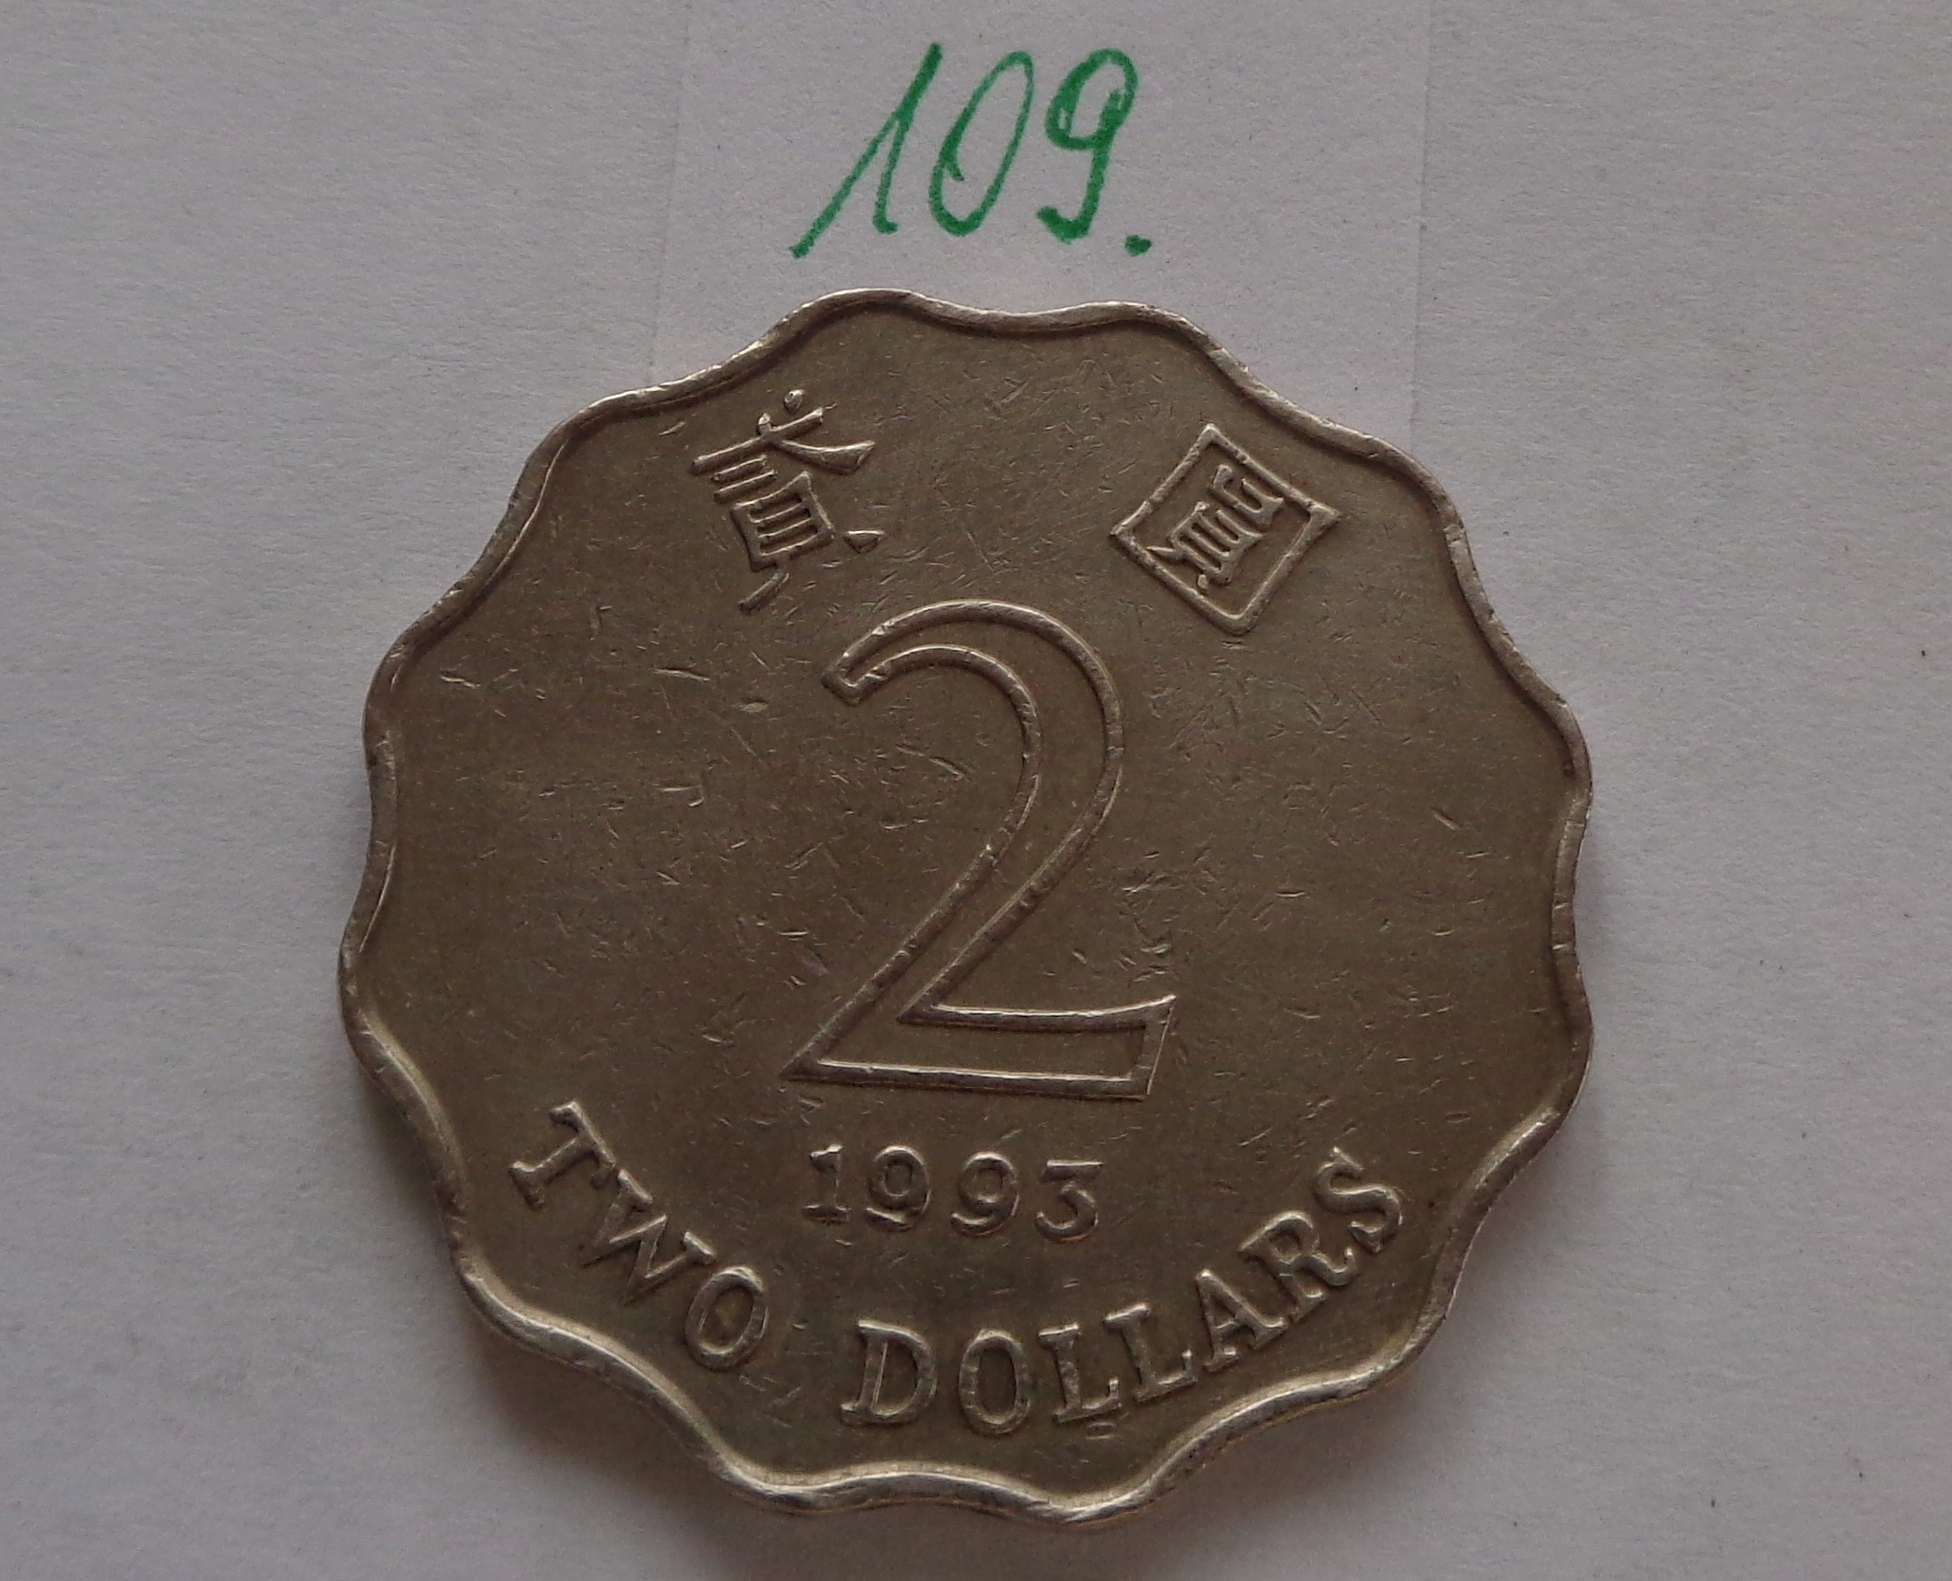 109.
貳 圓
2
1993
TWO DOLLARS